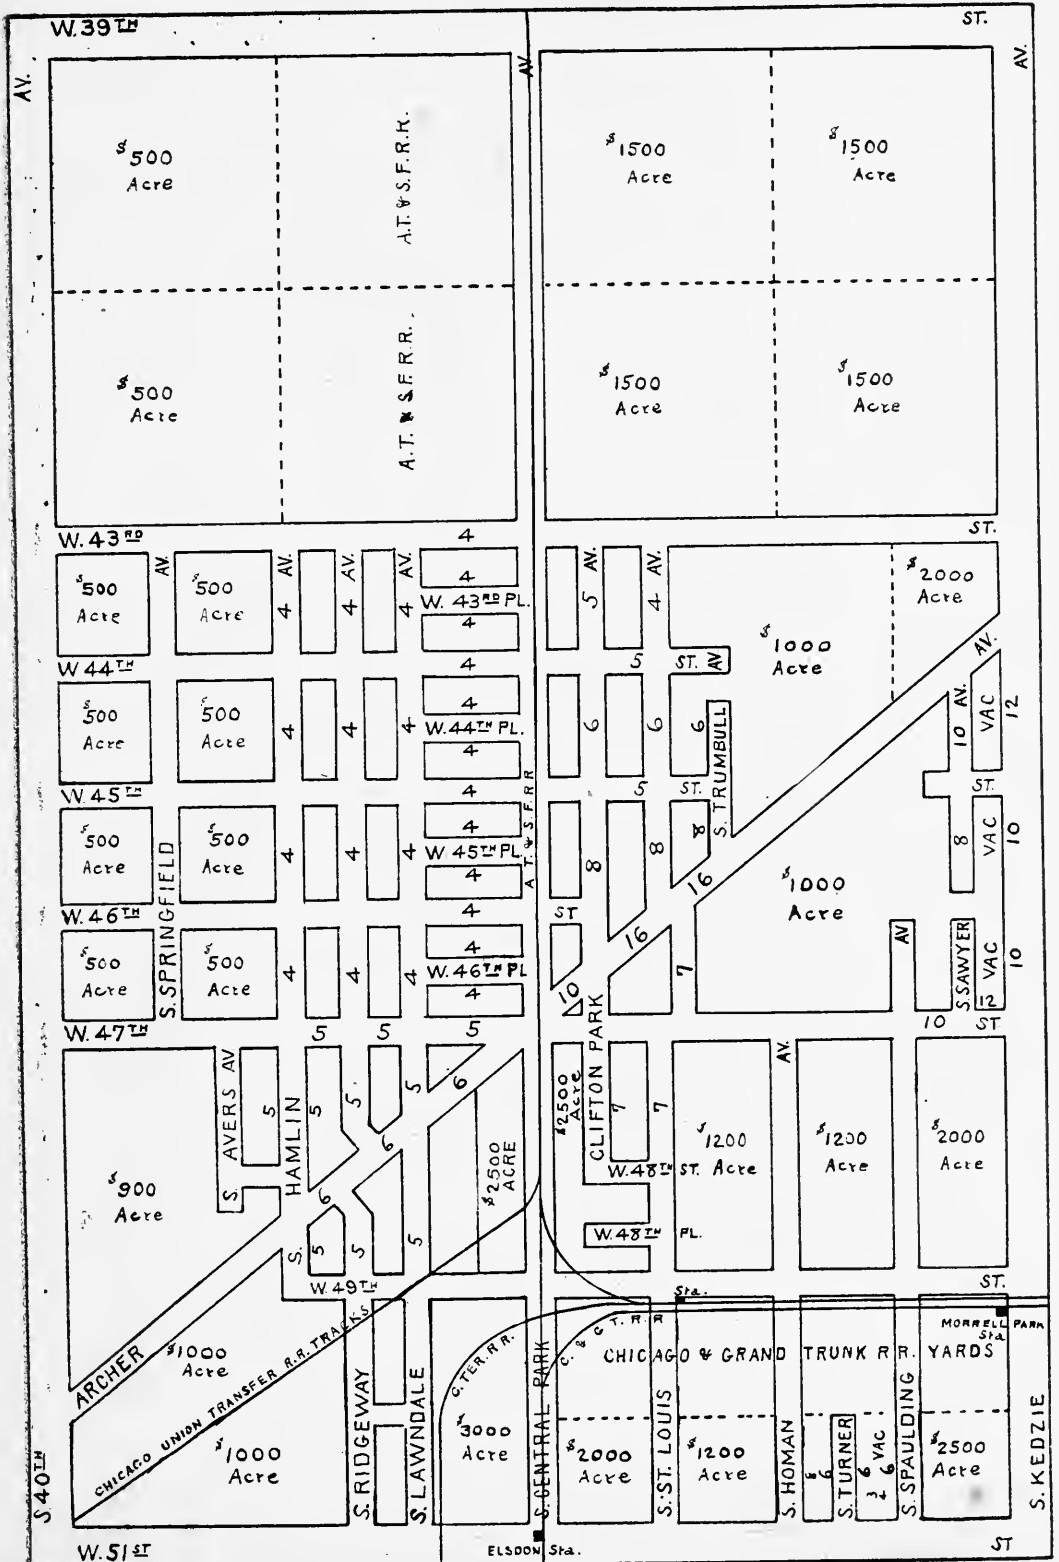 W. 39TH ST.
AV. AV. AV.
$500 Acre
A.T. & S.F.R.R.
$1500 Acre
$1500 Acre
$500 Acre
A.T. & S.F.R.R.
$1500 Acre
$1500 Acre
W. 43RD 4 ST.
AV. AV. AV. AV. AV. AV.
$500 Acre
$500 Acre
4 4 4
4
W. 43RD PL.
4
5 4
$1000 Acre
$2000 Acre
AV.
W. 44TH 4 5 ST. AV
$500 Acre
$500 Acre
4 4 4
4
W. 44TH PL.
4
6 6 6
S. TRUMBULL
10 AV.
VAC
12
W. 45TH 4 5 ST. ST.
A.T. & S.F.R.R
$500 Acre
$500 Acre
4 4 4
4
W. 45TH PL.
4
8 8 8
16
$1000 Acre
8
VAC
10
W. 46TH 4 ST
S. SPRINGFIELD
$500 Acre
$500 Acre
4 4 4
4
W. 46TH PL
4
10
16
7
AV
S. SAWYER
VAC
12
10
W. 47TH 5 5 5 10 ST
$900 Acre
S. AVERS AV
5
S. HAMLIN
5 5 5
6
6
6
5 5 5
$2500 ACRE
$2500 Acre
CLIFTON PARK
7 7
W. 48TH ST.
W. 48TH PL.
$1200 Acre
AV.
$1200 Acre
$2000 Acre
W. 49TH ST.
Sta.
MORRELL PARK Sta
ARCHER
$1000 Acre
CHICAGO UNION TRANSFER R.R. TRACKS
C. TER. R.R.
C. & G T. R.R
CHICAGO & GRAND TRUNK R.R. YARDS
S. 40TH
$1000 Acre
S. RIDGEWAY
S. LAWNDALE
$3000 Acre
S. CENTRAL PARK
$2000 Acre
S. ST. LOUIS
$1200 Acre
S. HOMAN
8 6
S. TURNER
6 6 VAC
S. SPAULDING
$2500 Acre
S. KEDZIE
W. 51ST
ELSDON Sta.
ST